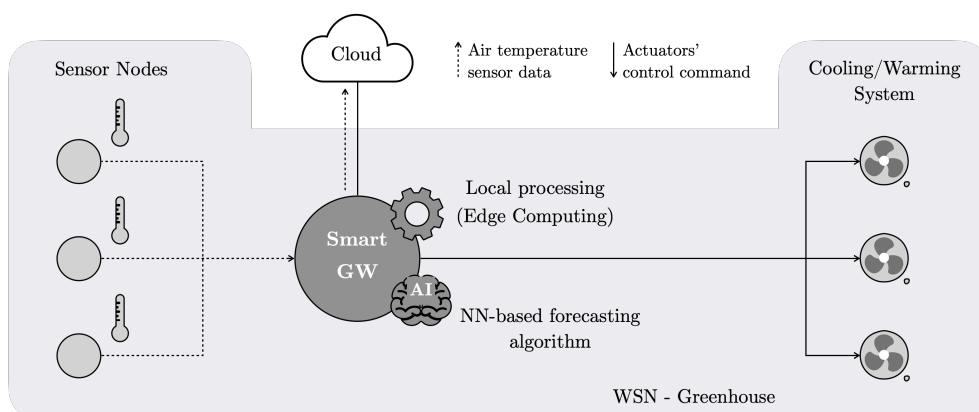 Sensor Nodes
Cloud
Air temperature
sensor data
Actuators'
control command
Cooling/Warming
System
Local processing
(Edge Computing)
Smart
GW
AI
NN-based forecasting
algorithm
WSN - Greenhouse